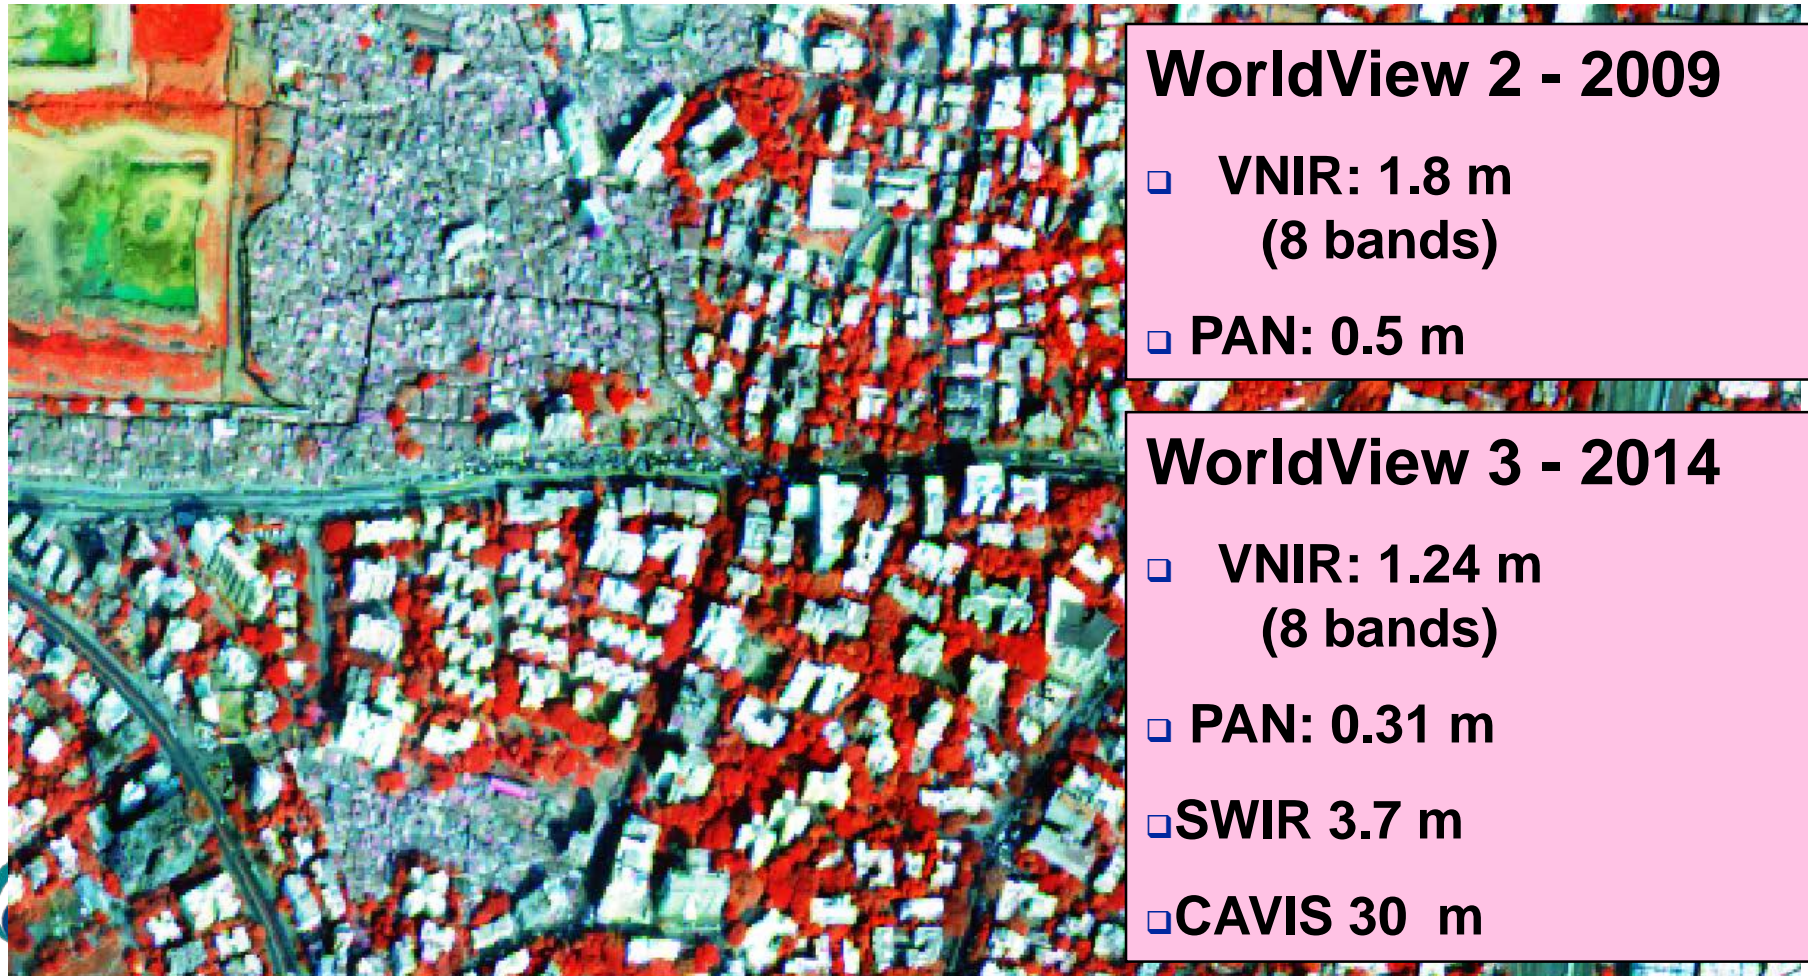 WorldView 2 - 2009
❑ VNIR: 1.8 m
(8 bands)
❑ PAN: 0.5 m
WorldView 3 - 2014
❑ VNIR: 1.24 m
(8 bands)
❑ PAN: 0.31 m
❑SWIR 3.7 m
❑CAVIS 30 m